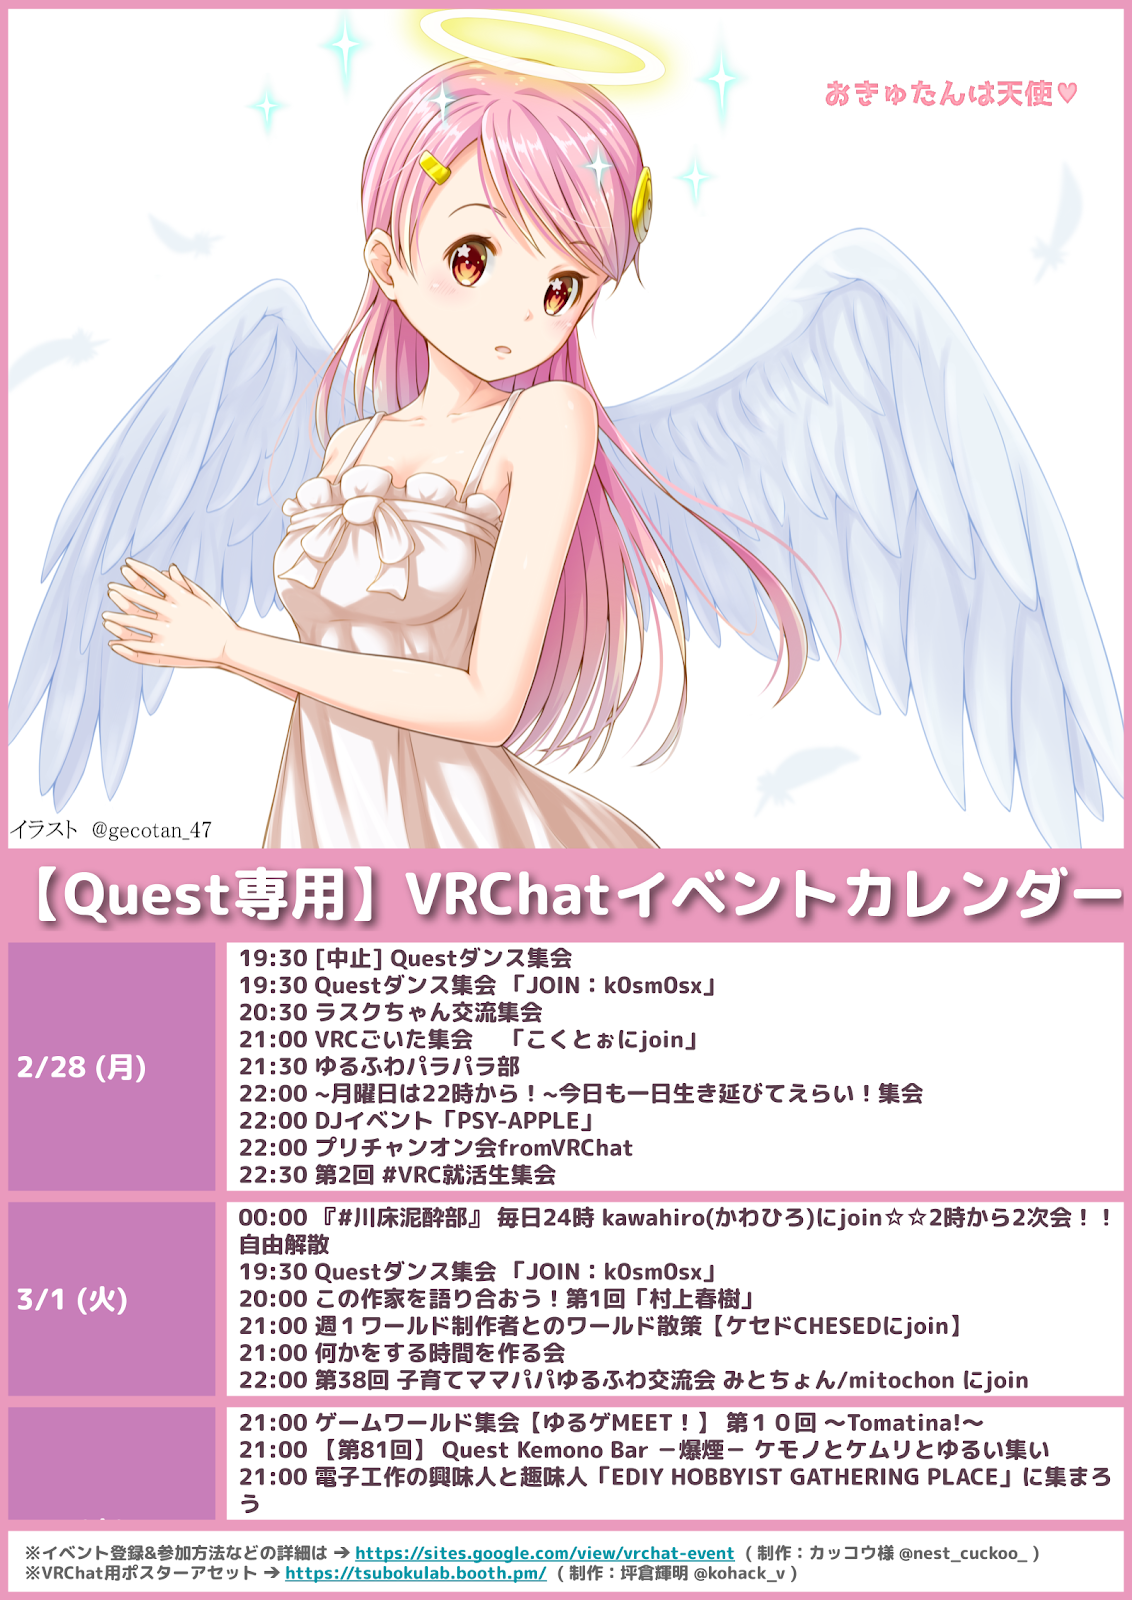 おきゅたんは天使♥
イラスト @gecotan_47
【Quest専用】VRChatイベントカレンダー
2/28 (月)
19:30 [中止] Questダンス集会
19:30 Questダンス集会 「JOIN：k0sm0sx」
20:30 ラスクちゃん交流集会
21:00 VRCごいた集会　「こくとぉにjoin」
21:30 ゆるふわパラパラ部
22:00 ~月曜日は22時から！~今日も一日生き延びてえらい！集会
22:00 DJイベント「PSY-APPLE」
22:00 プリチャンオン会fromVRChat
22:30 第2回 #VRC就活生集会
3/1 (火)
00:00 『#川床泥酔部』 毎日24時 kawahiro(かわひろ)にjoin☆☆2時から2次会！！
自由解散
19:30 Questダンス集会 「JOIN：k0sm0sx」
20:00 この作家を語り合おう！第1回「村上春樹」
21:00 週１ワールド制作者とのワールド散策【ケセドCHESEDにjoin】
21:00 何かをする時間を作る会
22:00 第38回 子育てママパパゆるふわ交流会 みとちょん/mitochon にjoin
21:00 ゲームワールド集会【ゆるゲMEET！】 第１０回 〜Tomatina!〜
21:00 【第81回】 Quest Kemono Bar －爆煙－ ケモノとケムリとゆるい集い
21:00 電子工作の興味人と趣味人「EDIY HOBBYIST GATHERING PLACE」に集まろ
う
※イベント登録&参加方法などの詳細は → https://sites.google.com/view/vrchat-event （ 制作：カッコウ様 @nest_cuckoo_ ）
※VRChat用ポスターアセット → https://tsubokulab.booth.pm/ （ 制作：坪倉輝明 @kohack_v ）